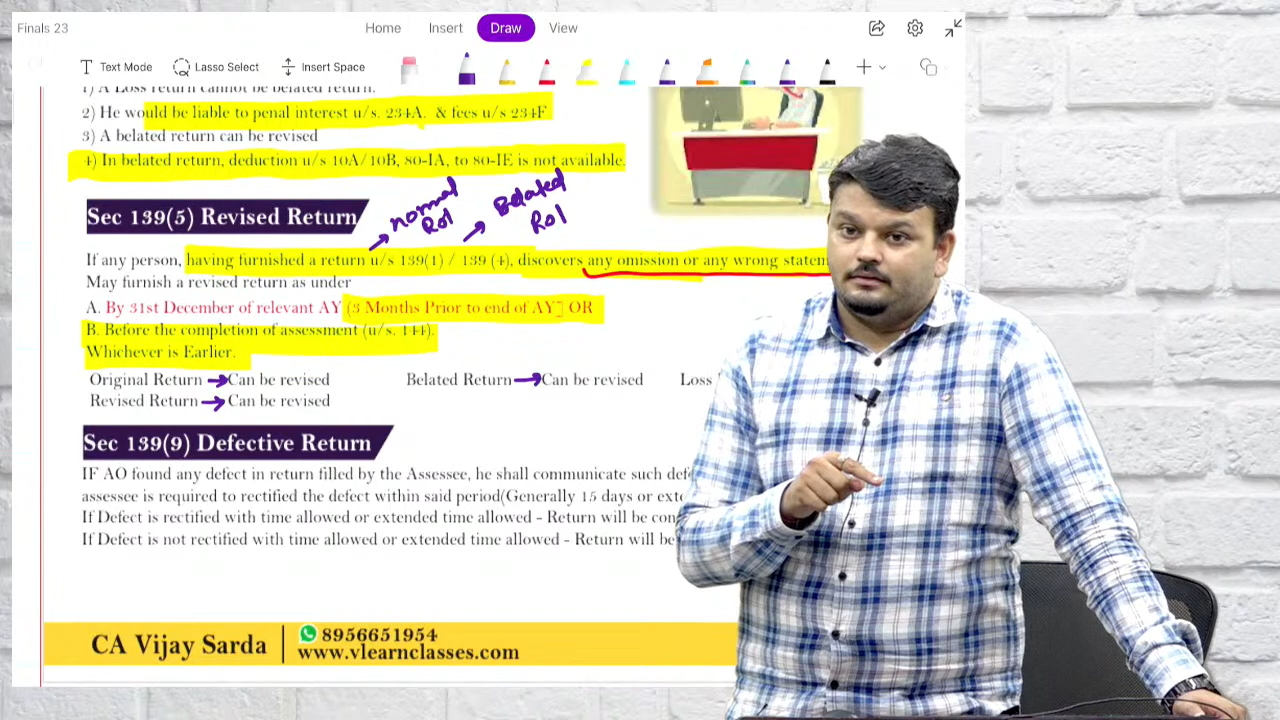 Finals 23
Home Insert Draw View
Text Mode Lasso Select Insert Space
1) A Loss return cannot be belated return.
2) He would be liable to penal interest u/s. 234A. & fees u/s 234F
3) A belated return can be revised
4) In belated return, deduction u/s 10A/10B, 80-IA, to 80-IE is not available.
Normal RoI
Belated RoI
Sec 139(5) Revised Return
If any person, having furnished a return u/s 139(1) / 139 (4), discovers any omission or any wrong
May furnish a revised return as under
A. By 31st December of relevant AY (3 Months Prior to end of AY] OR
B. Before the completion of assessment (u/s. 144).
Whichever is Earlier.
Original Return Can be revised Belated Return Can be revised Loss
Revised Return Can be revised
Sec 139(9) Defective Return
IF AO found any defect in return filled by the Assessee, he shall communicate such
assessee is required to rectified the defect within said period(Generally 15 days or
If Defect is rectified with time allowed or extended time allowed - Return will be
If Defect is not rectified with time allowed or extended time allowed - Return will be
CA Vijay Sarda
8956651954
www.vlearnclasses.com